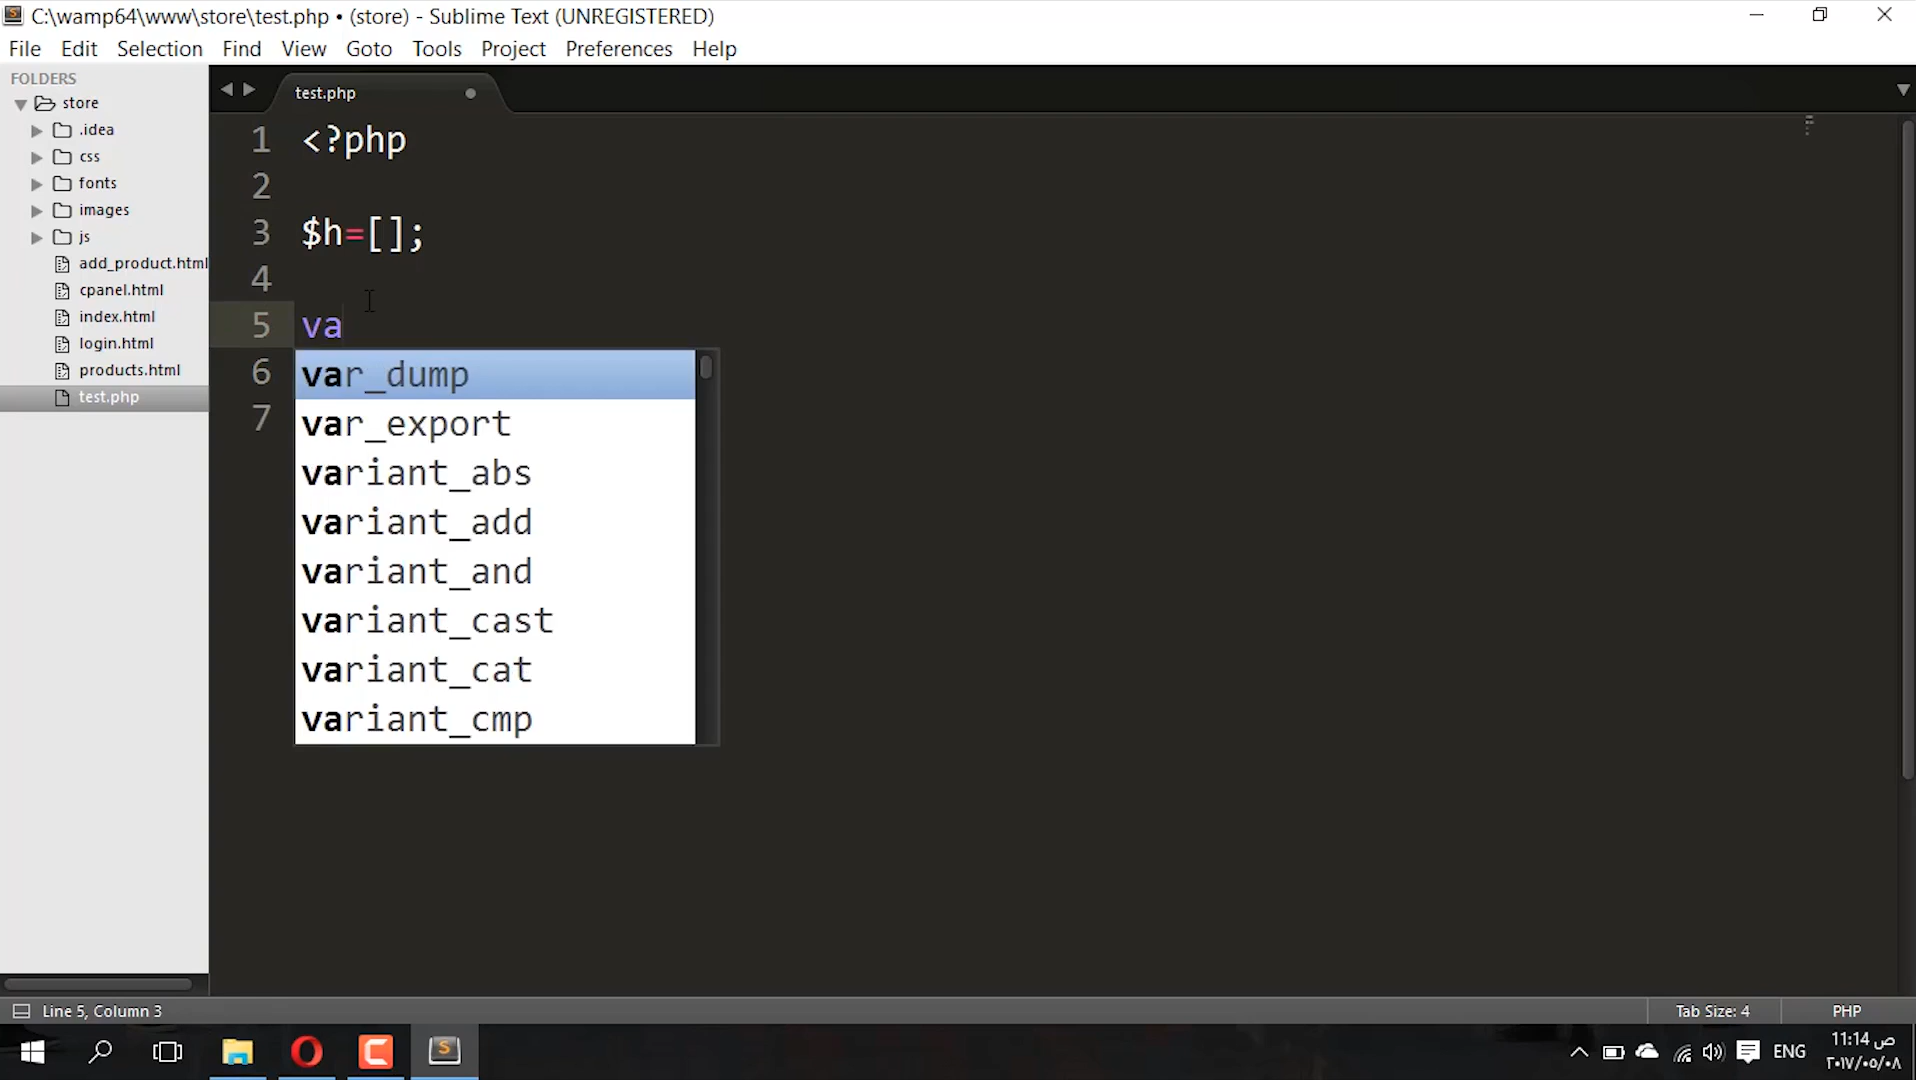 C:\wamp64\www\store\test.php • (store) - Sublime Text (UNREGISTERED)
File Edit Selection Find View Goto Tools Project Preferences Help
FOLDERS
store
.idea
css
fonts
images
js
add_product.html
cpanel.html
index.html
login.html
products.html
test.php
test.php
1 <?php
2
3 $h=[];
4
5 va
6
7
var_dump
var_export
variant_abs
variant_add
variant_and
variant_cast
variant_cat
variant_cmp
Line 5, Column 3
Tab Size: 4
PHP
ENG
11:14 ص
٢٠١٧/٠٥/٠٨